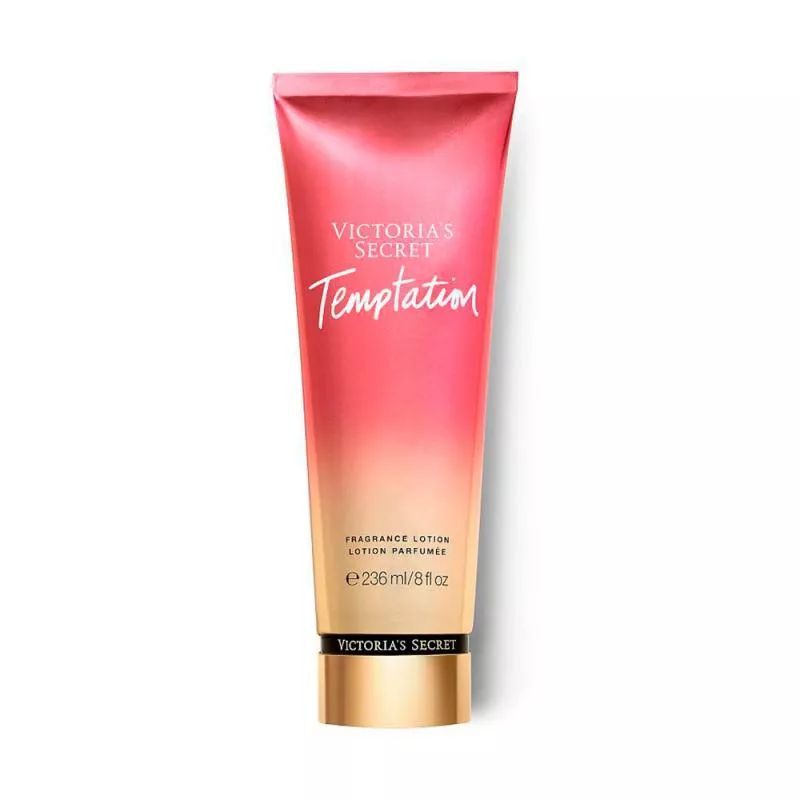 VICTORIA'S
SECRET
Temptation
FRAGRANCE LOTION
LOTION PARFUMÉE
℮ 236 ml/8 fl oz
VICTORIA'S SECRET